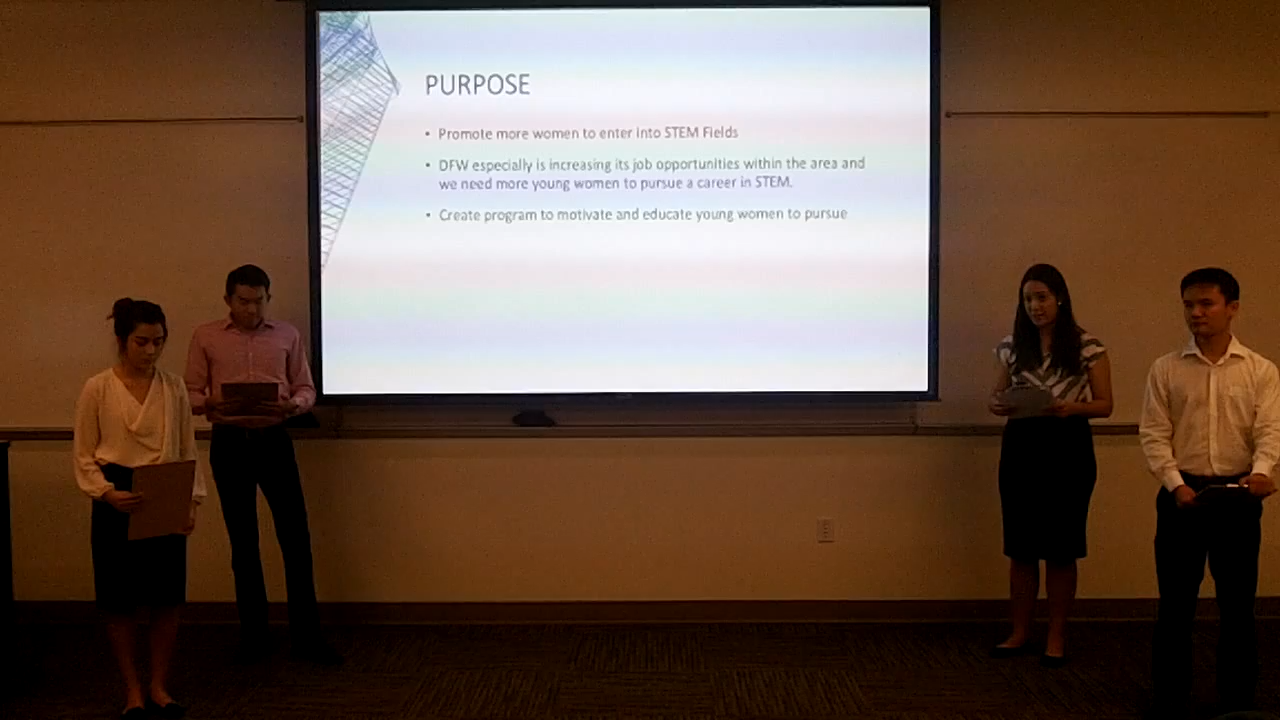 PURPOSE
• Promote more women to enter into STEM Fields
• DFW especially is increasing its job opportunities within the area and
we need more young women to pursue a career in STEM.
• Create program to motivate and educate young women to pursue